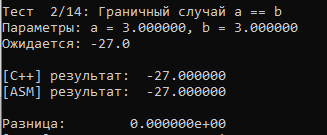 Тест  2/14: Граничный случай a == b
Параметры: a = 3.000000, b = 3.000000
Ожидается: -27.0
[C++] результат:  -27.000000
[ASM] результат:  -27.000000
Разница:        0.000000e+00